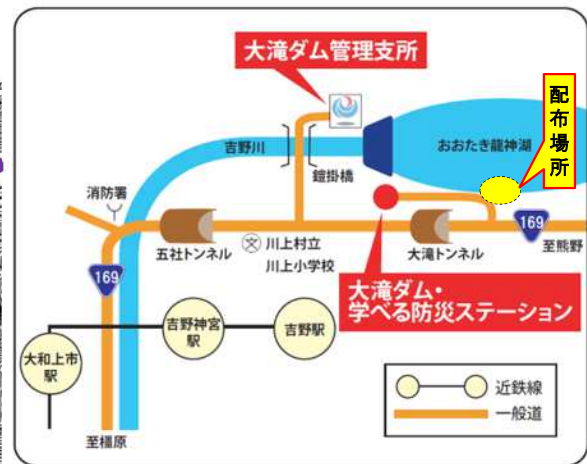 大滝ダム管理支所
配布場所
おおたき龍神湖
吉野川
鎧掛橋
消防署
五社トンネル
文
川上村立
川上小学校
大滝トンネル
169
至熊野
169
大滝ダム・
学べる防災ステーション
吉野神宮
駅
吉野駅
大和上市
駅
近鉄線
一般道
至橿原